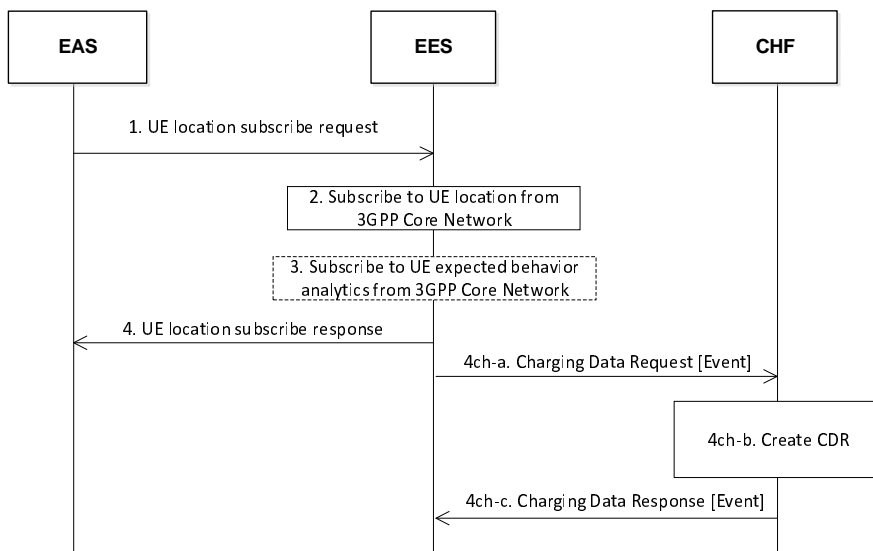 EAS
EES
CHF
1. UE location subscribe request
2. Subscribe to UE location from
3GPP Core Network
3. Subscribe to UE expected behavior
analytics from 3GPP Core Network
4. UE location subscribe response
4ch-a. Charging Data Request [Event]
4ch-b. Create CDR
4ch-c. Charging Data Response [Event]